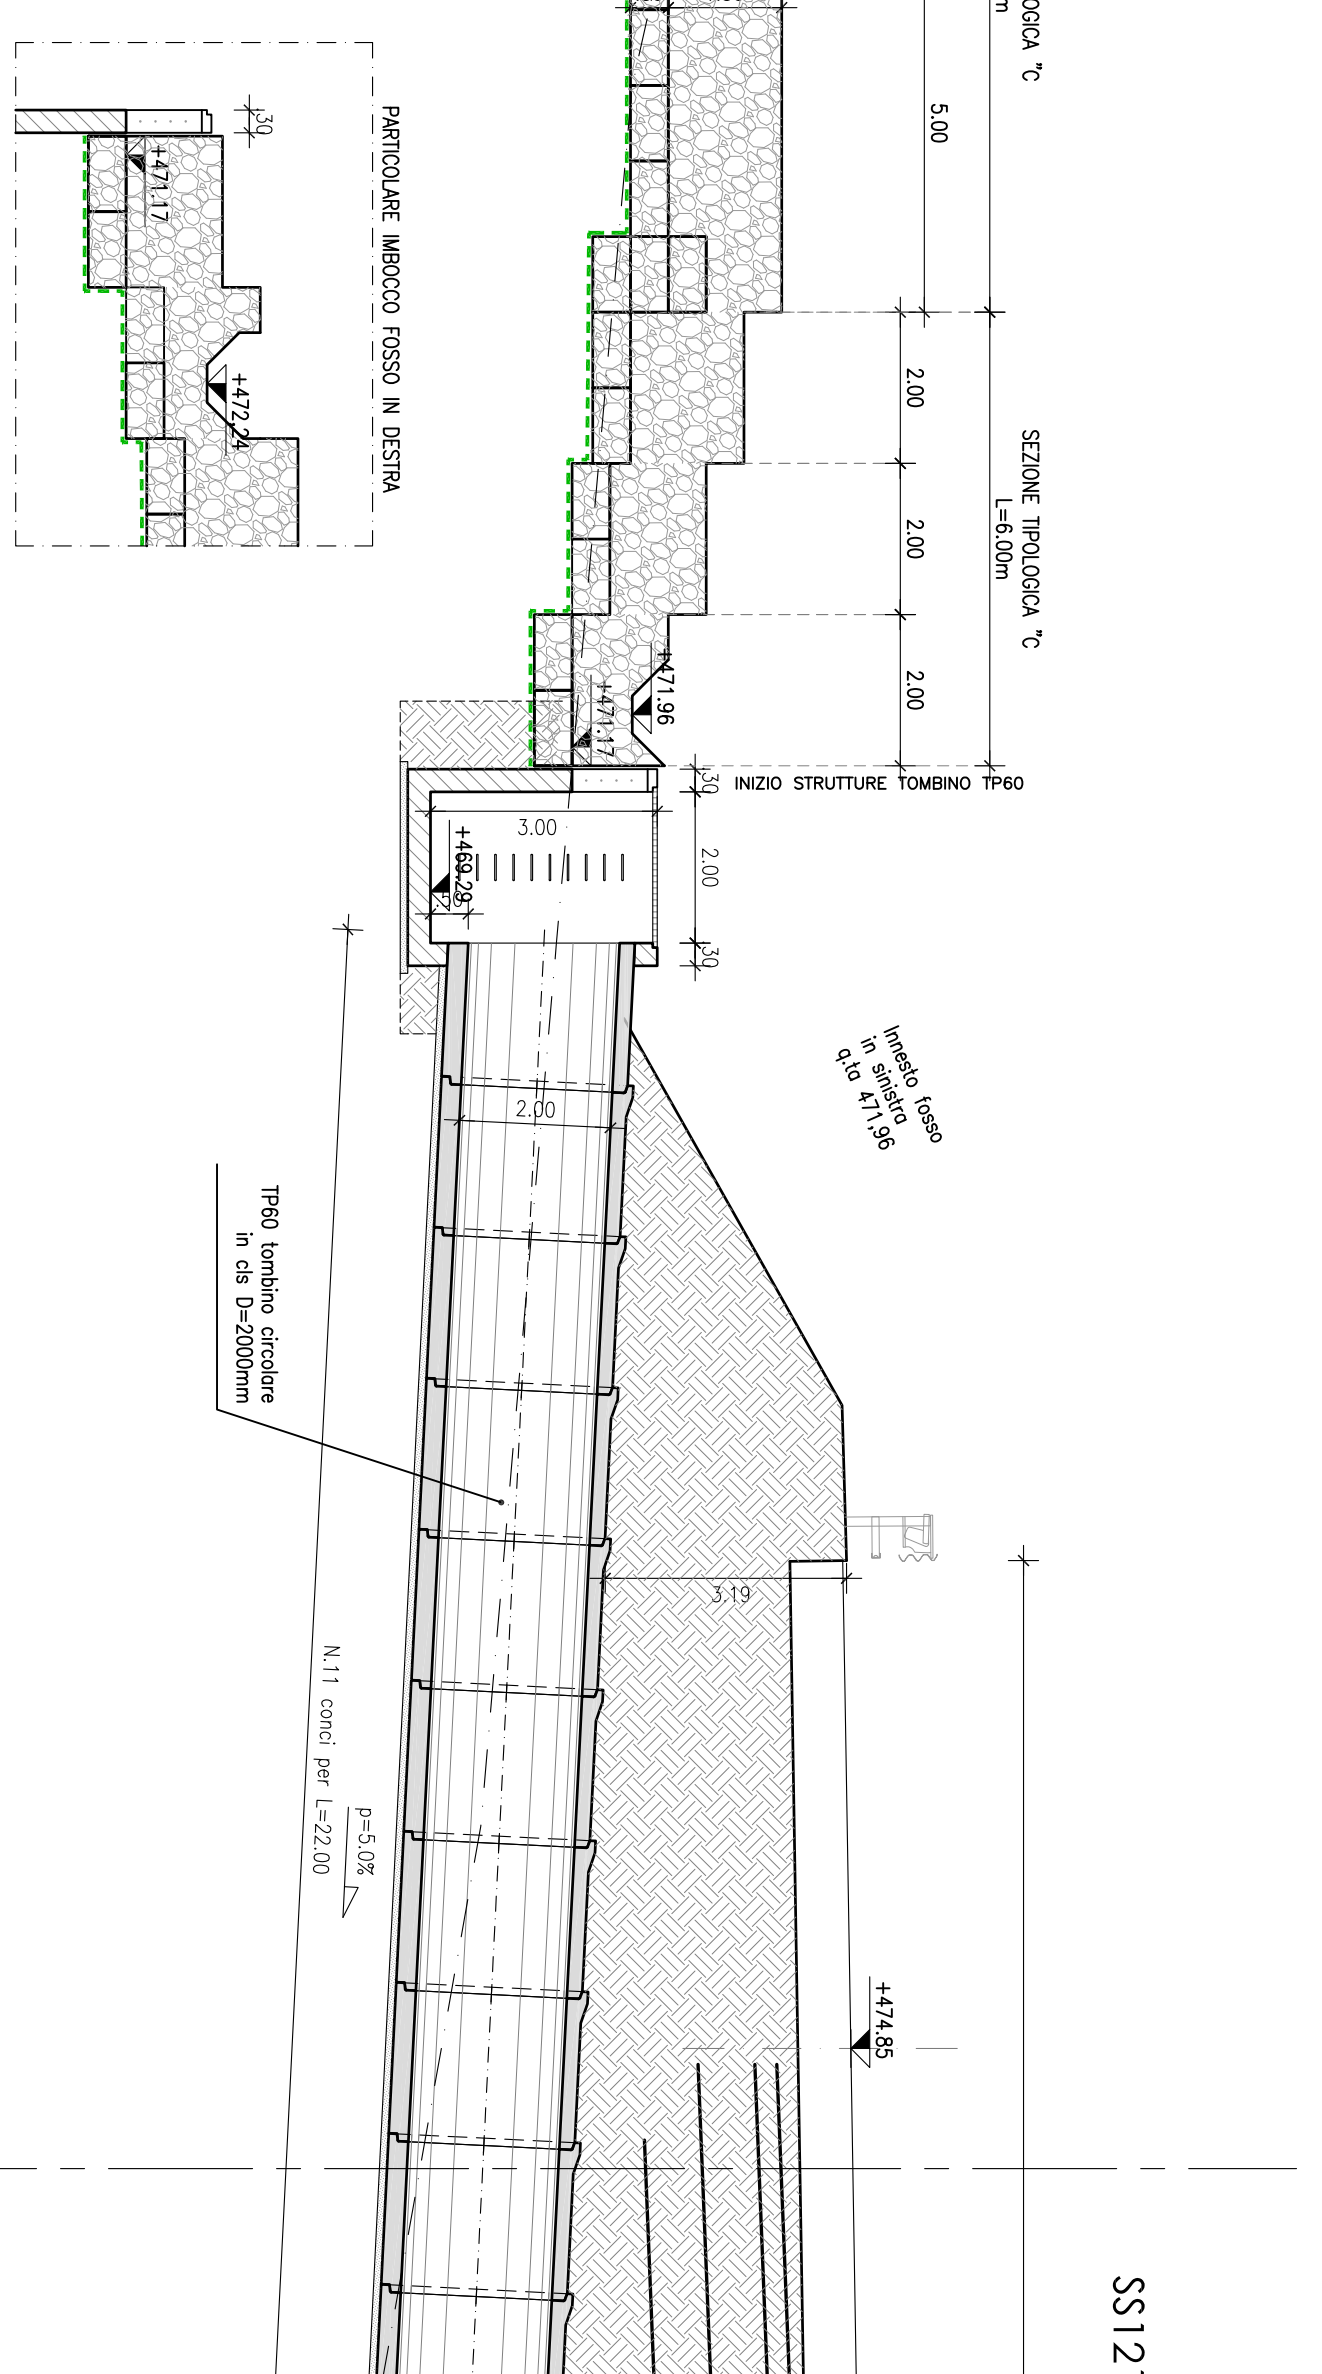 OGICA "C
m
5.00
SEZIONE TIPOLOGICA "C
L=6.00m
2.00
2.00
2.00
INIZIO STRUTTURE TOMBINO TP60
+471.96
+471.17
.30
2.00
.30
3.00
+469.29
PARTICOLARE IMBOCCO FOSSO IN DESTRA
.30
+471.17
+472.24
Innesto fosso
in sinistra
q.ta 471,96
2.00
TP60 tombino circolare
in cls D=2000mm
3.19
N.11 conci per L=22.00
p=5.0%
+474.85
SS12